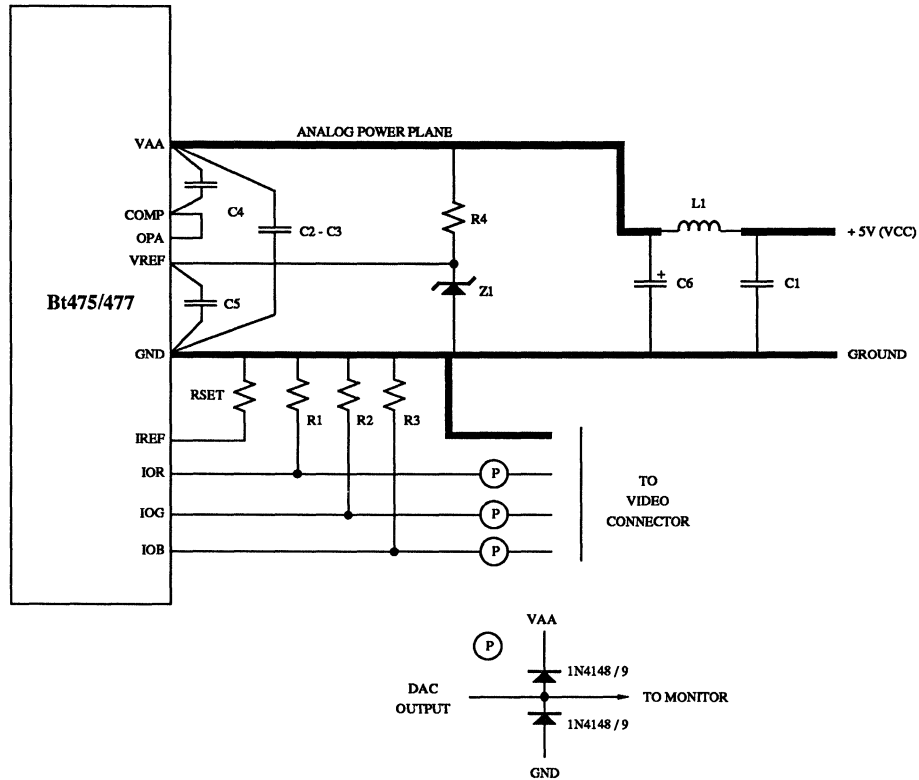 ANALOG POWER PLANE
VAA
L1
C4
R4
COMP
C2 - C3
+ 5V (VCC)
OPA
VREF
+
Z1
C6
C1
Bt475/477
C5
GND
GROUND
RSET
R1
R2
R3
IREF
IOR
P
TO
VIDEO
CONNECTOR
IOG
P
IOB
P
VAA
P
1N4148 / 9
DAC
OUTPUT
TO MONITOR
1N4148 / 9
GND